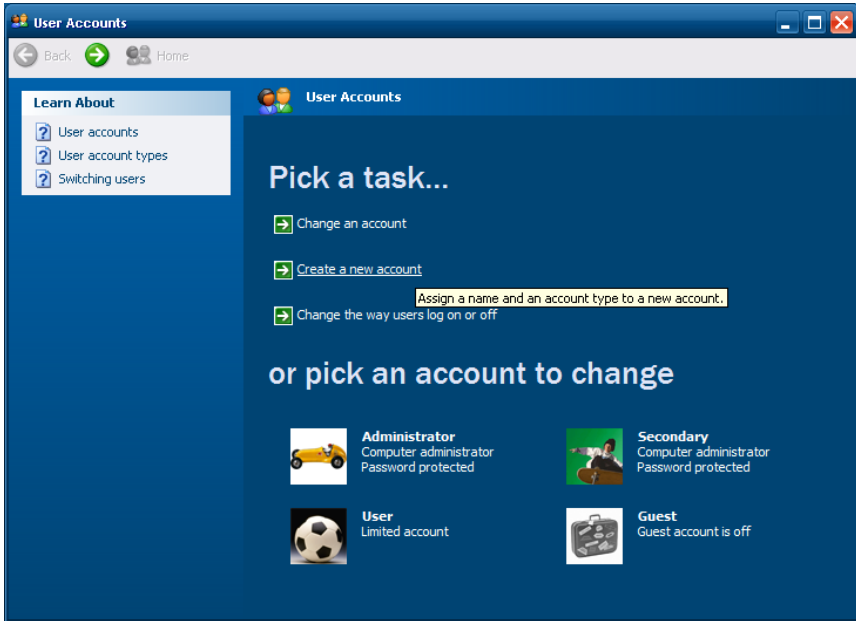 User Accounts
Back
Home
Learn About
User accounts
User account types
Switching users
User Accounts
Pick a task...
Change an account
Create a new account
Assign a name and an account type to a new account.
Change the way users log on or off
or pick an account to change
Administrator
Computer administrator
Password protected
Secondary
Computer administrator
Password protected
User
Limited account
Guest
Guest account is off